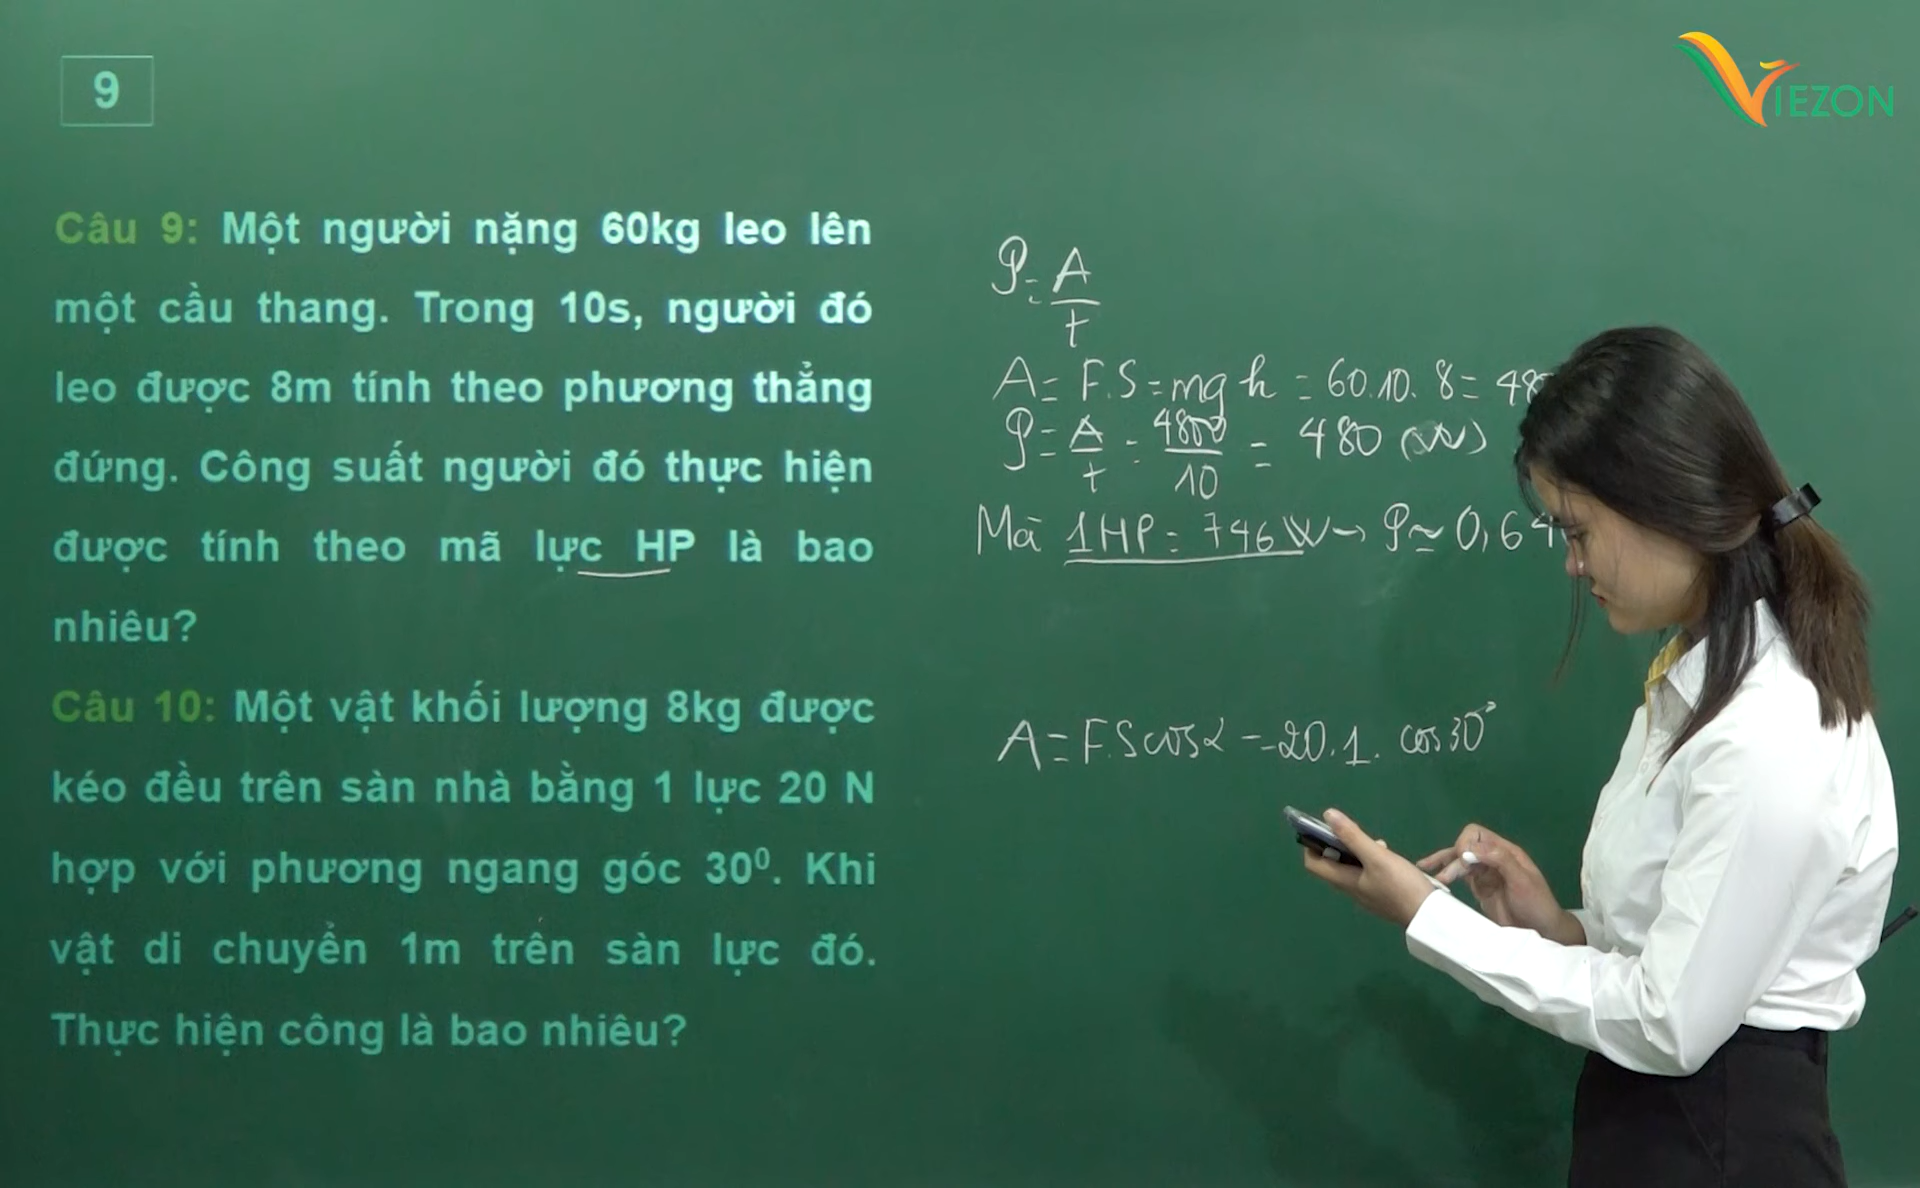 9
VIEZON
Câu 9: Một người nặng 60kg leo lên
một cầu thang. Trong 10s, người đó
leo được 8m tính theo phương thẳng
đứng. Công suất người đó thực hiện
được tính theo mã lực HP là bao
nhiêu?
Câu 10: Một vật khối lượng 8kg được
kéo đều trên sàn nhà bằng 1 lực 20 N
hợp với phương ngang góc 30⁰. Khi
vật di chuyển 1m trên sàn lực đó.
Thực hiện công là bao nhiêu?
P = A/t
A = F.S = mgh = 60.10.8 = 48
P = A/t = 4800/10 = 480 (W)
Mà 1HP = 746W → P ≃ 0,64
A = F.S cosα = 20.1. cos30°